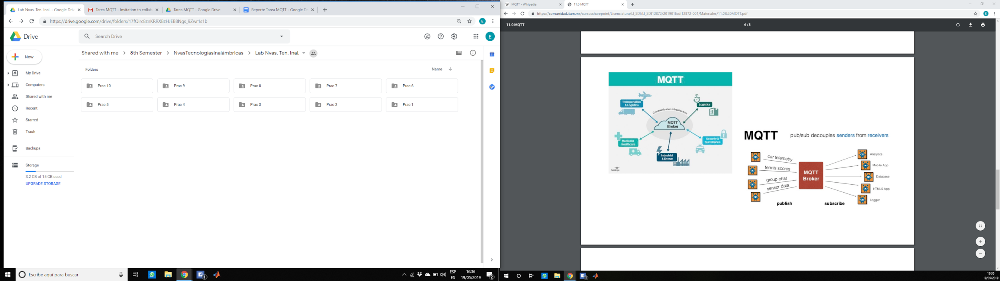 Lab Nvas. Ten. Inal. - Google Driv
Tarea MQTT - Invitation to collab
Tarea MQTT - Google Drive
Reporte Tarea MQTT - Google Do
https://drive.google.com/drive/folders/17fQirc8znKRRXBzHJEB8Ngs_9Zwr1s1b
E
Drive
Search Drive
E
New
Shared with me > 8th Semester > NvasTecnologíasInalámbricas > Lab Nvas. Ten. Inal.
31
My Drive
Computers
Shared with me
Recent
Starred
Trash
Backups
Storage
3.2 GB of 15 GB used
UPGRADE STORAGE
Folders
Name
Prac 10
Prac 9
Prac 8
Prac 7
Prac 6
Prac 5
Prac 4
Prac 3
Prac 2
Prac 1
Escribe aquí para buscar
1
ESP
ES
16:36
19/05/2019
2
W MQTT - Wikipedia
11.0 MQTT
https://comunidad.itam.mx/cursossharepoint/Licenciatura/LI_SDI/LI_SDI12872/201901lisdi12872-001/Materiales/11.0%20MQTT.pdf
E
11.0 MQTT
6 / 8
MQTT
Transportation
& Logistics
Logistics
Communication Infrastructure
MQTT
Broker
Medical &
Healthcare
Security &
Surveillance
Industrial
& Energy
TechTarget
MQTT
pub/sub decouples senders from receivers
car telemetry
tennis scores
group chat
sensor data
MQTT
Broker
Analytics
Mobile App
Database
HTML5 App
Logger
publish
subscribe
1
16:36
19/05/2019